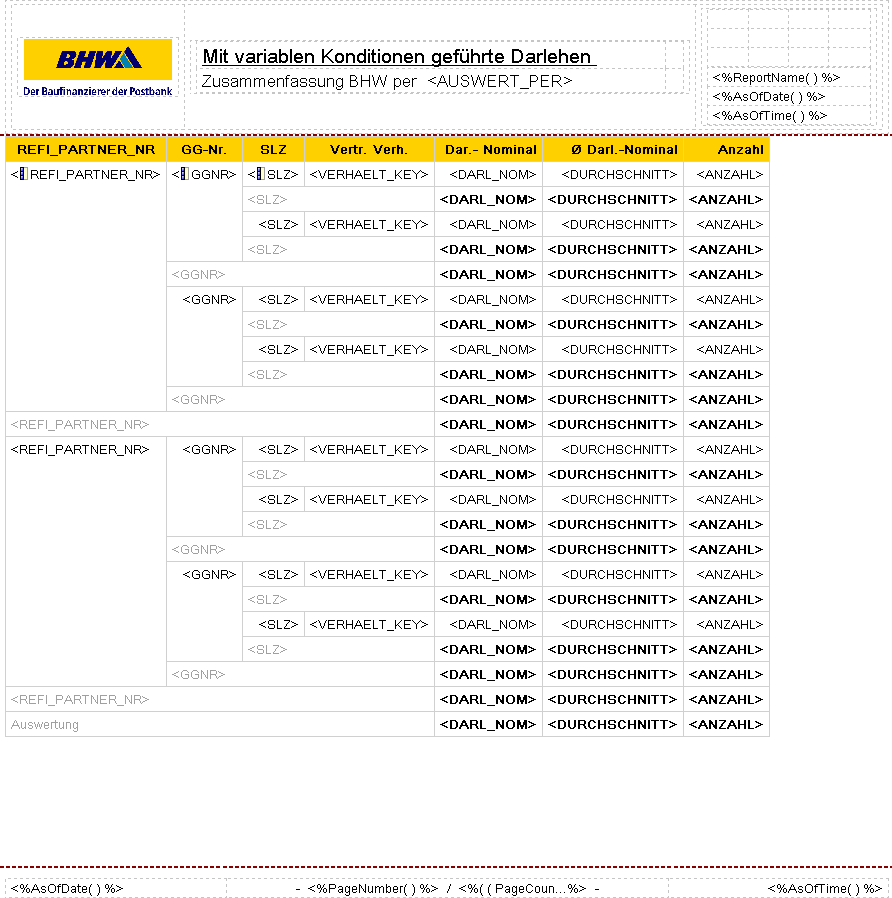 BHW
Der Baufinanzierer der Postbank
Mit variablen Konditionen geführte Darlehen
Zusammenfassung BHW per <AUSWERT_PER>
<%ReportName( ) %>
<%AsOfDate( ) %>
<%AsOfTime( ) %>
REFI_PARTNER_NR GG-Nr. SLZ Vertr. Verh. Dar.- Nominal Ø Darl.-Nominal Anzahl
<REFI_PARTNER_NR> <GGNR> <SLZ> <VERHAELT_KEY> <DARL_NOM> <DURCHSCHNITT> <ANZAHL>
<SLZ> <DARL_NOM> <DURCHSCHNITT> <ANZAHL>
<SLZ> <VERHAELT_KEY> <DARL_NOM> <DURCHSCHNITT> <ANZAHL>
<SLZ> <DARL_NOM> <DURCHSCHNITT> <ANZAHL>
<GGNR> <DARL_NOM> <DURCHSCHNITT> <ANZAHL>
<GGNR> <SLZ> <VERHAELT_KEY> <DARL_NOM> <DURCHSCHNITT> <ANZAHL>
<SLZ> <DARL_NOM> <DURCHSCHNITT> <ANZAHL>
<SLZ> <VERHAELT_KEY> <DARL_NOM> <DURCHSCHNITT> <ANZAHL>
<SLZ> <DARL_NOM> <DURCHSCHNITT> <ANZAHL>
<GGNR> <DARL_NOM> <DURCHSCHNITT> <ANZAHL>
<REFI_PARTNER_NR> <DARL_NOM> <DURCHSCHNITT> <ANZAHL>
<REFI_PARTNER_NR> <GGNR> <SLZ> <VERHAELT_KEY> <DARL_NOM> <DURCHSCHNITT> <ANZAHL>
<SLZ> <DARL_NOM> <DURCHSCHNITT> <ANZAHL>
<SLZ> <VERHAELT_KEY> <DARL_NOM> <DURCHSCHNITT> <ANZAHL>
<SLZ> <DARL_NOM> <DURCHSCHNITT> <ANZAHL>
<GGNR> <DARL_NOM> <DURCHSCHNITT> <ANZAHL>
<GGNR> <SLZ> <VERHAELT_KEY> <DARL_NOM> <DURCHSCHNITT> <ANZAHL>
<SLZ> <DARL_NOM> <DURCHSCHNITT> <ANZAHL>
<SLZ> <VERHAELT_KEY> <DARL_NOM> <DURCHSCHNITT> <ANZAHL>
<SLZ> <DARL_NOM> <DURCHSCHNITT> <ANZAHL>
<GGNR> <DARL_NOM> <DURCHSCHNITT> <ANZAHL>
<REFI_PARTNER_NR> <DARL_NOM> <DURCHSCHNITT> <ANZAHL>
Auswertung <DARL_NOM> <DURCHSCHNITT> <ANZAHL>
<%AsOfDate( ) %> - <%PageNumber( ) %> / <%( ( PageCoun...%> - <%AsOfTime( ) %>